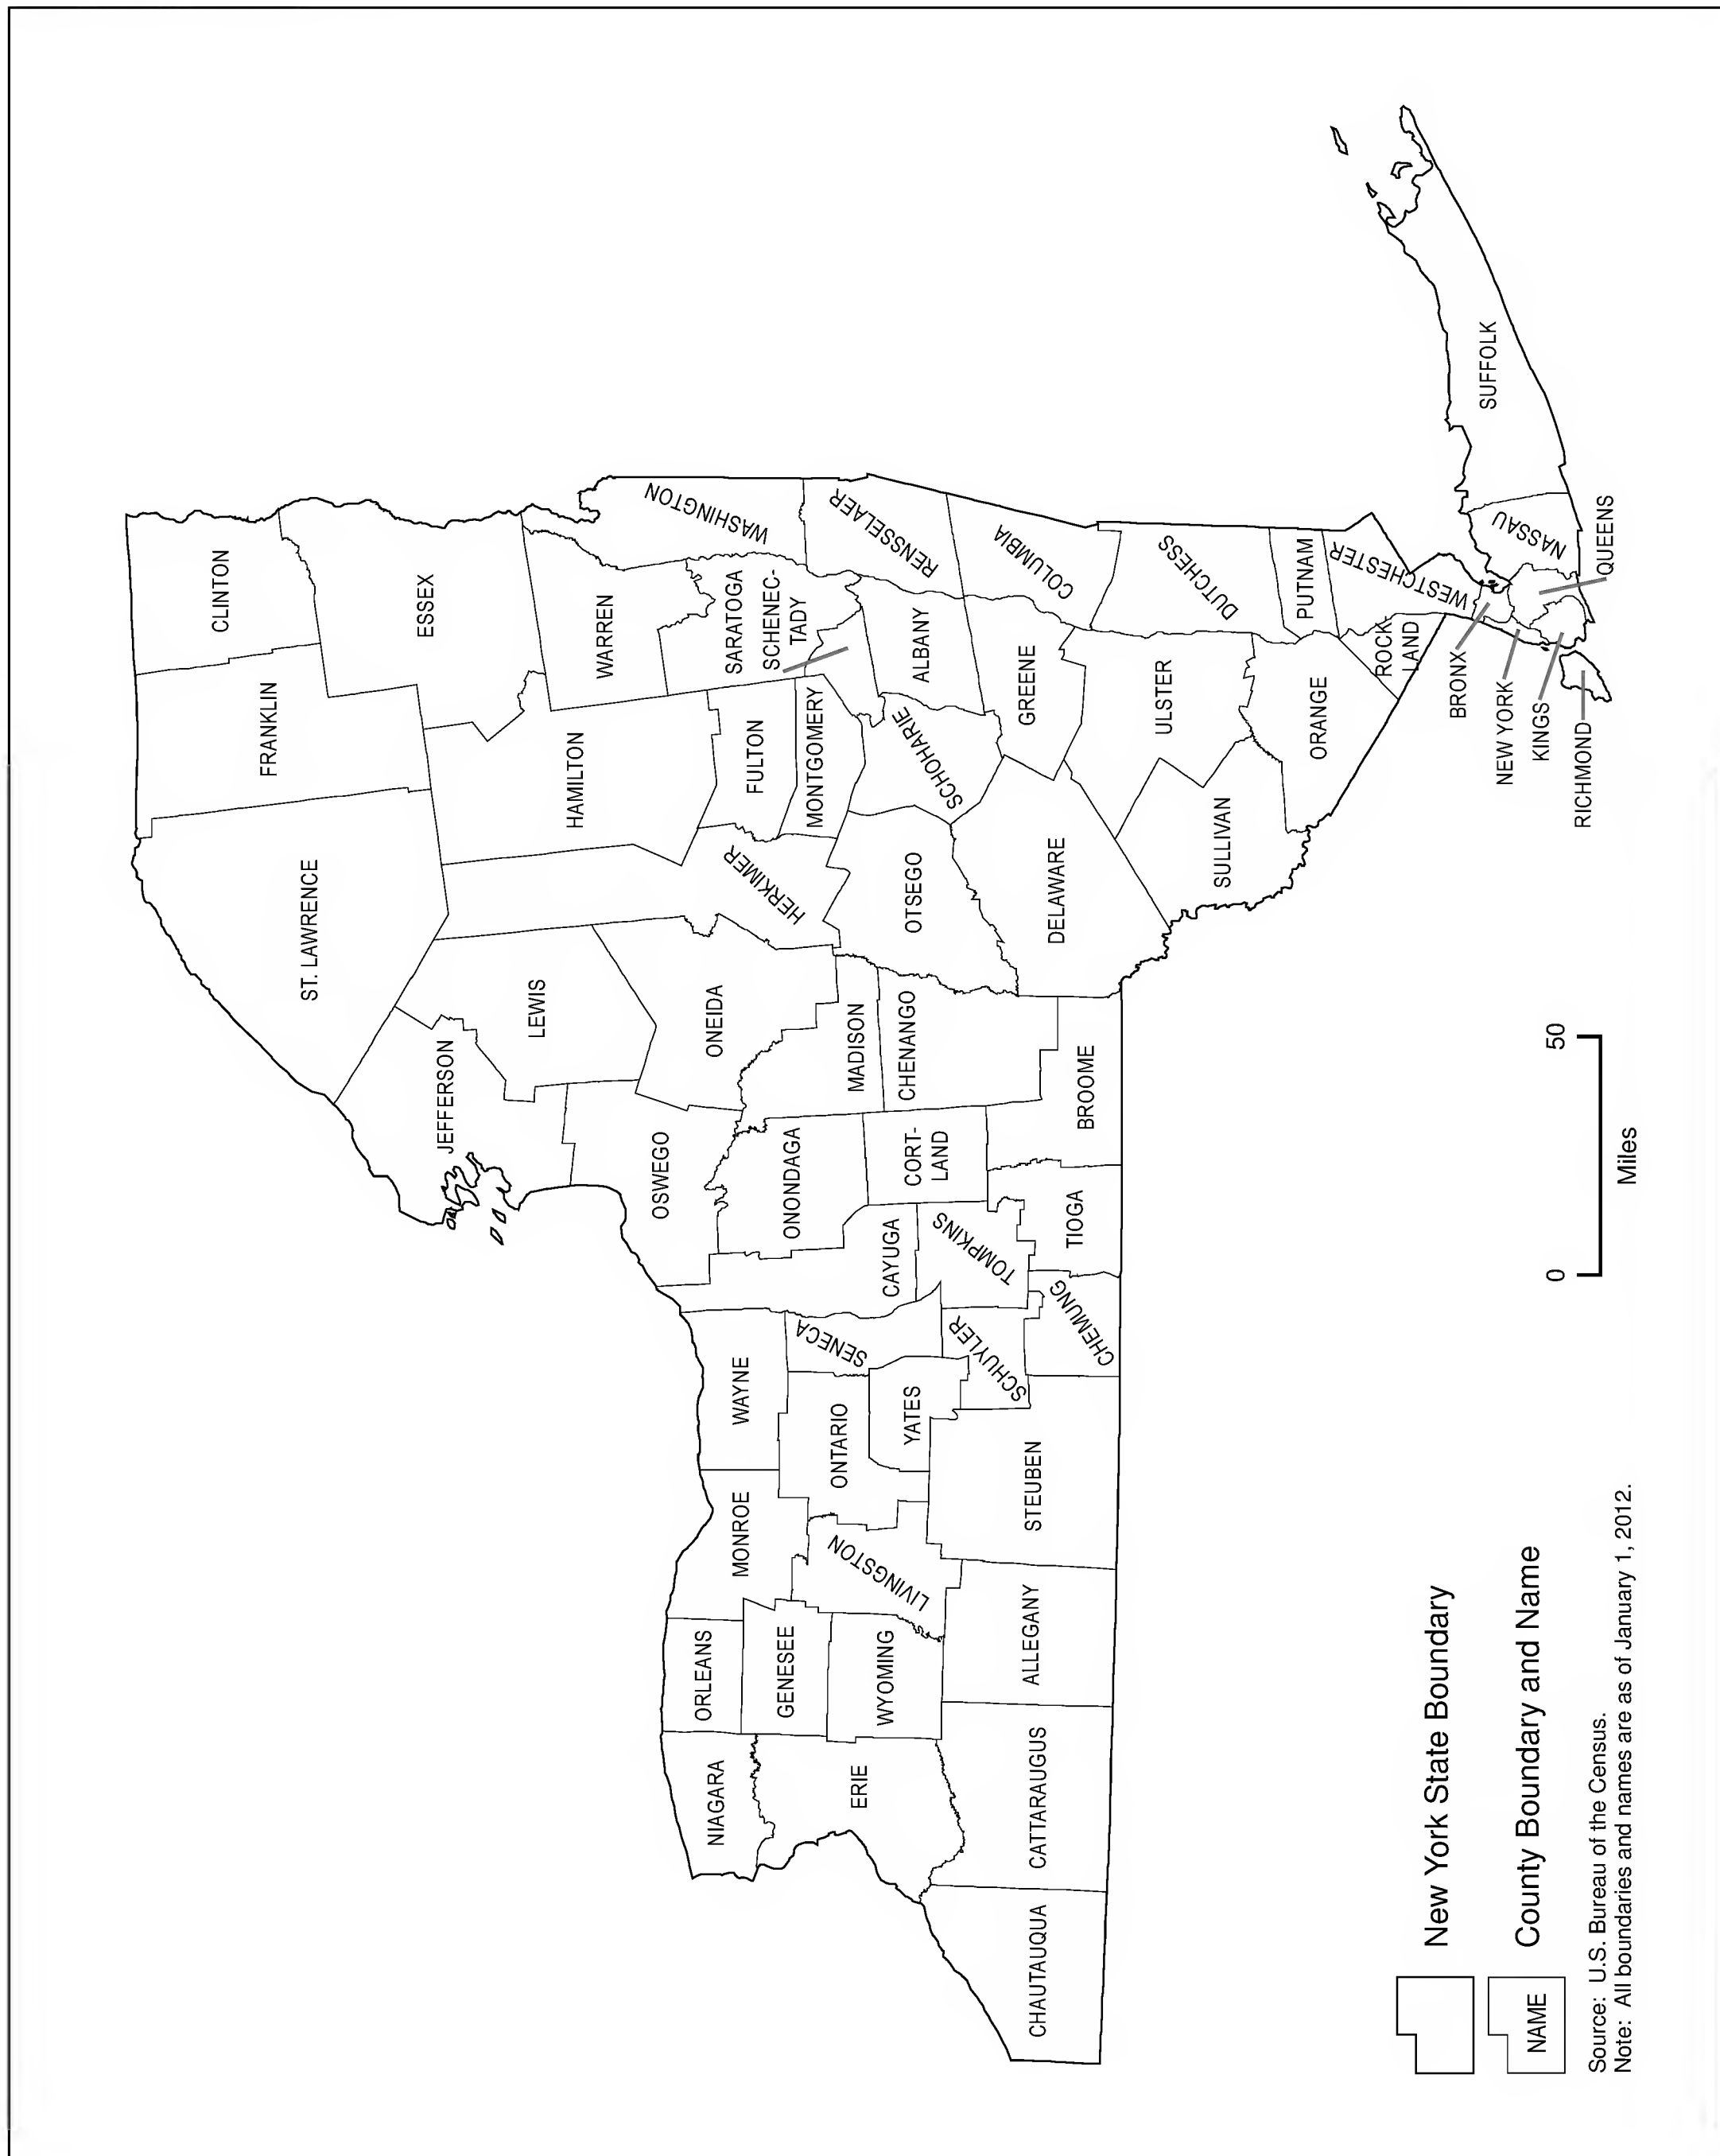 CLINTON
FRANKLIN
ST. LAWRENCE
ESSEX
JEFFERSON
LEWIS
HERKIMER
HAMILTON
WARREN
WASHINGTON
OSWEGO
ONEIDA
FULTON
SARATOGA
SCHENEC-
TADY
MONTGOMERY
NIAGARA
ORLEANS
MONROE
WAYNE
CAYUGA
ONONDAGA
MADISON
GENESEE
ONTARIO
SENECA
ERIE
WYOMING
LIVINGSTON
YATES
CORT-
LAND
CHENANGO
OTSEGO
SCHOHARIE
ALBANY
RENSSELAER
TOMPKINS
SCHUYLER
CHAUTAUQUA
CATTARAUGUS
ALLEGANY
STEUBEN
CHEMUNG
TIOGA
BROOME
DELAWARE
GREENE
COLUMBIA
ULSTER
DUTCHESS
SULLIVAN
ORANGE
PUTNAM
ROCK-
LAND
WESTCHESTER
BRONX
NEW YORK
KINGS
RICHMOND
QUEENS
NASSAU
SUFFOLK
0
50
Miles
New York State Boundary
NAME
County Boundary and Name
Source: U.S. Bureau of the Census.
Note: All boundaries and names are as of January 1, 2012.